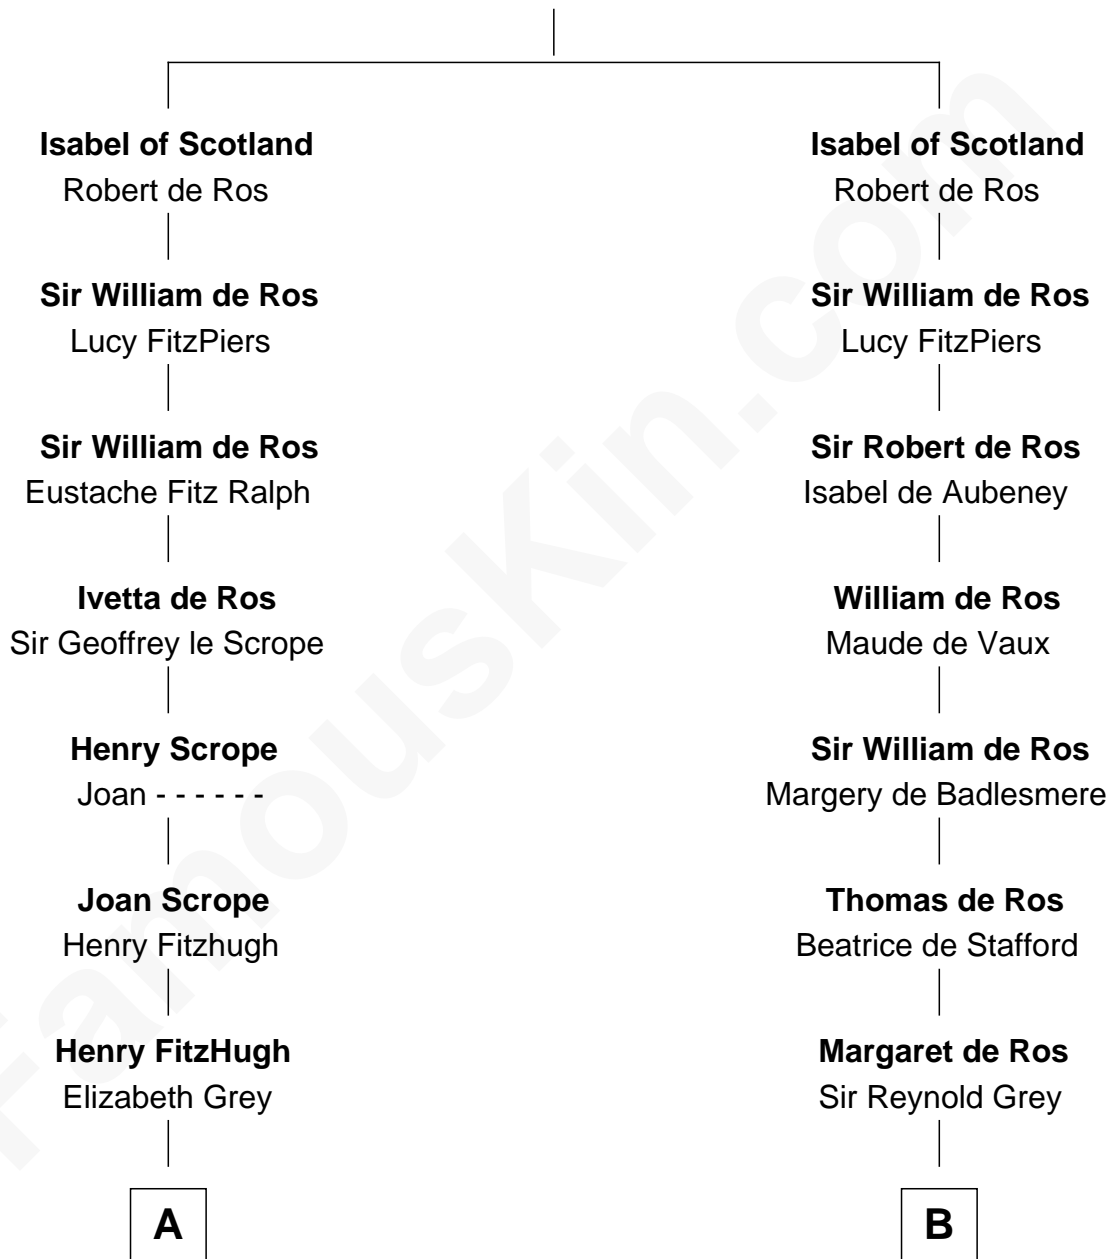 Isabel of Scotland
Robert de Ros
Sir William de Ros
Lucy FitzPiers
Sir William de Ros
Eustache Fitz Ralph
Ivetta de Ros
Sir Geoffrey le Scrope
Henry Scrope
Joan - - - - - -
Joan Scrope
Henry Fitzhugh
Henry FitzHugh
Elizabeth Grey
A
Isabel of Scotland
Robert de Ros
Sir William de Ros
Lucy FitzPiers
Sir Robert de Ros
Isabel de Aubeney
William de Ros
Maude de Vaux
Sir William de Ros
Margery de Badlesmere
Thomas de Ros
Beatrice de Stafford
Margaret de Ros
Sir Reynold Grey
B
FamousKin.com